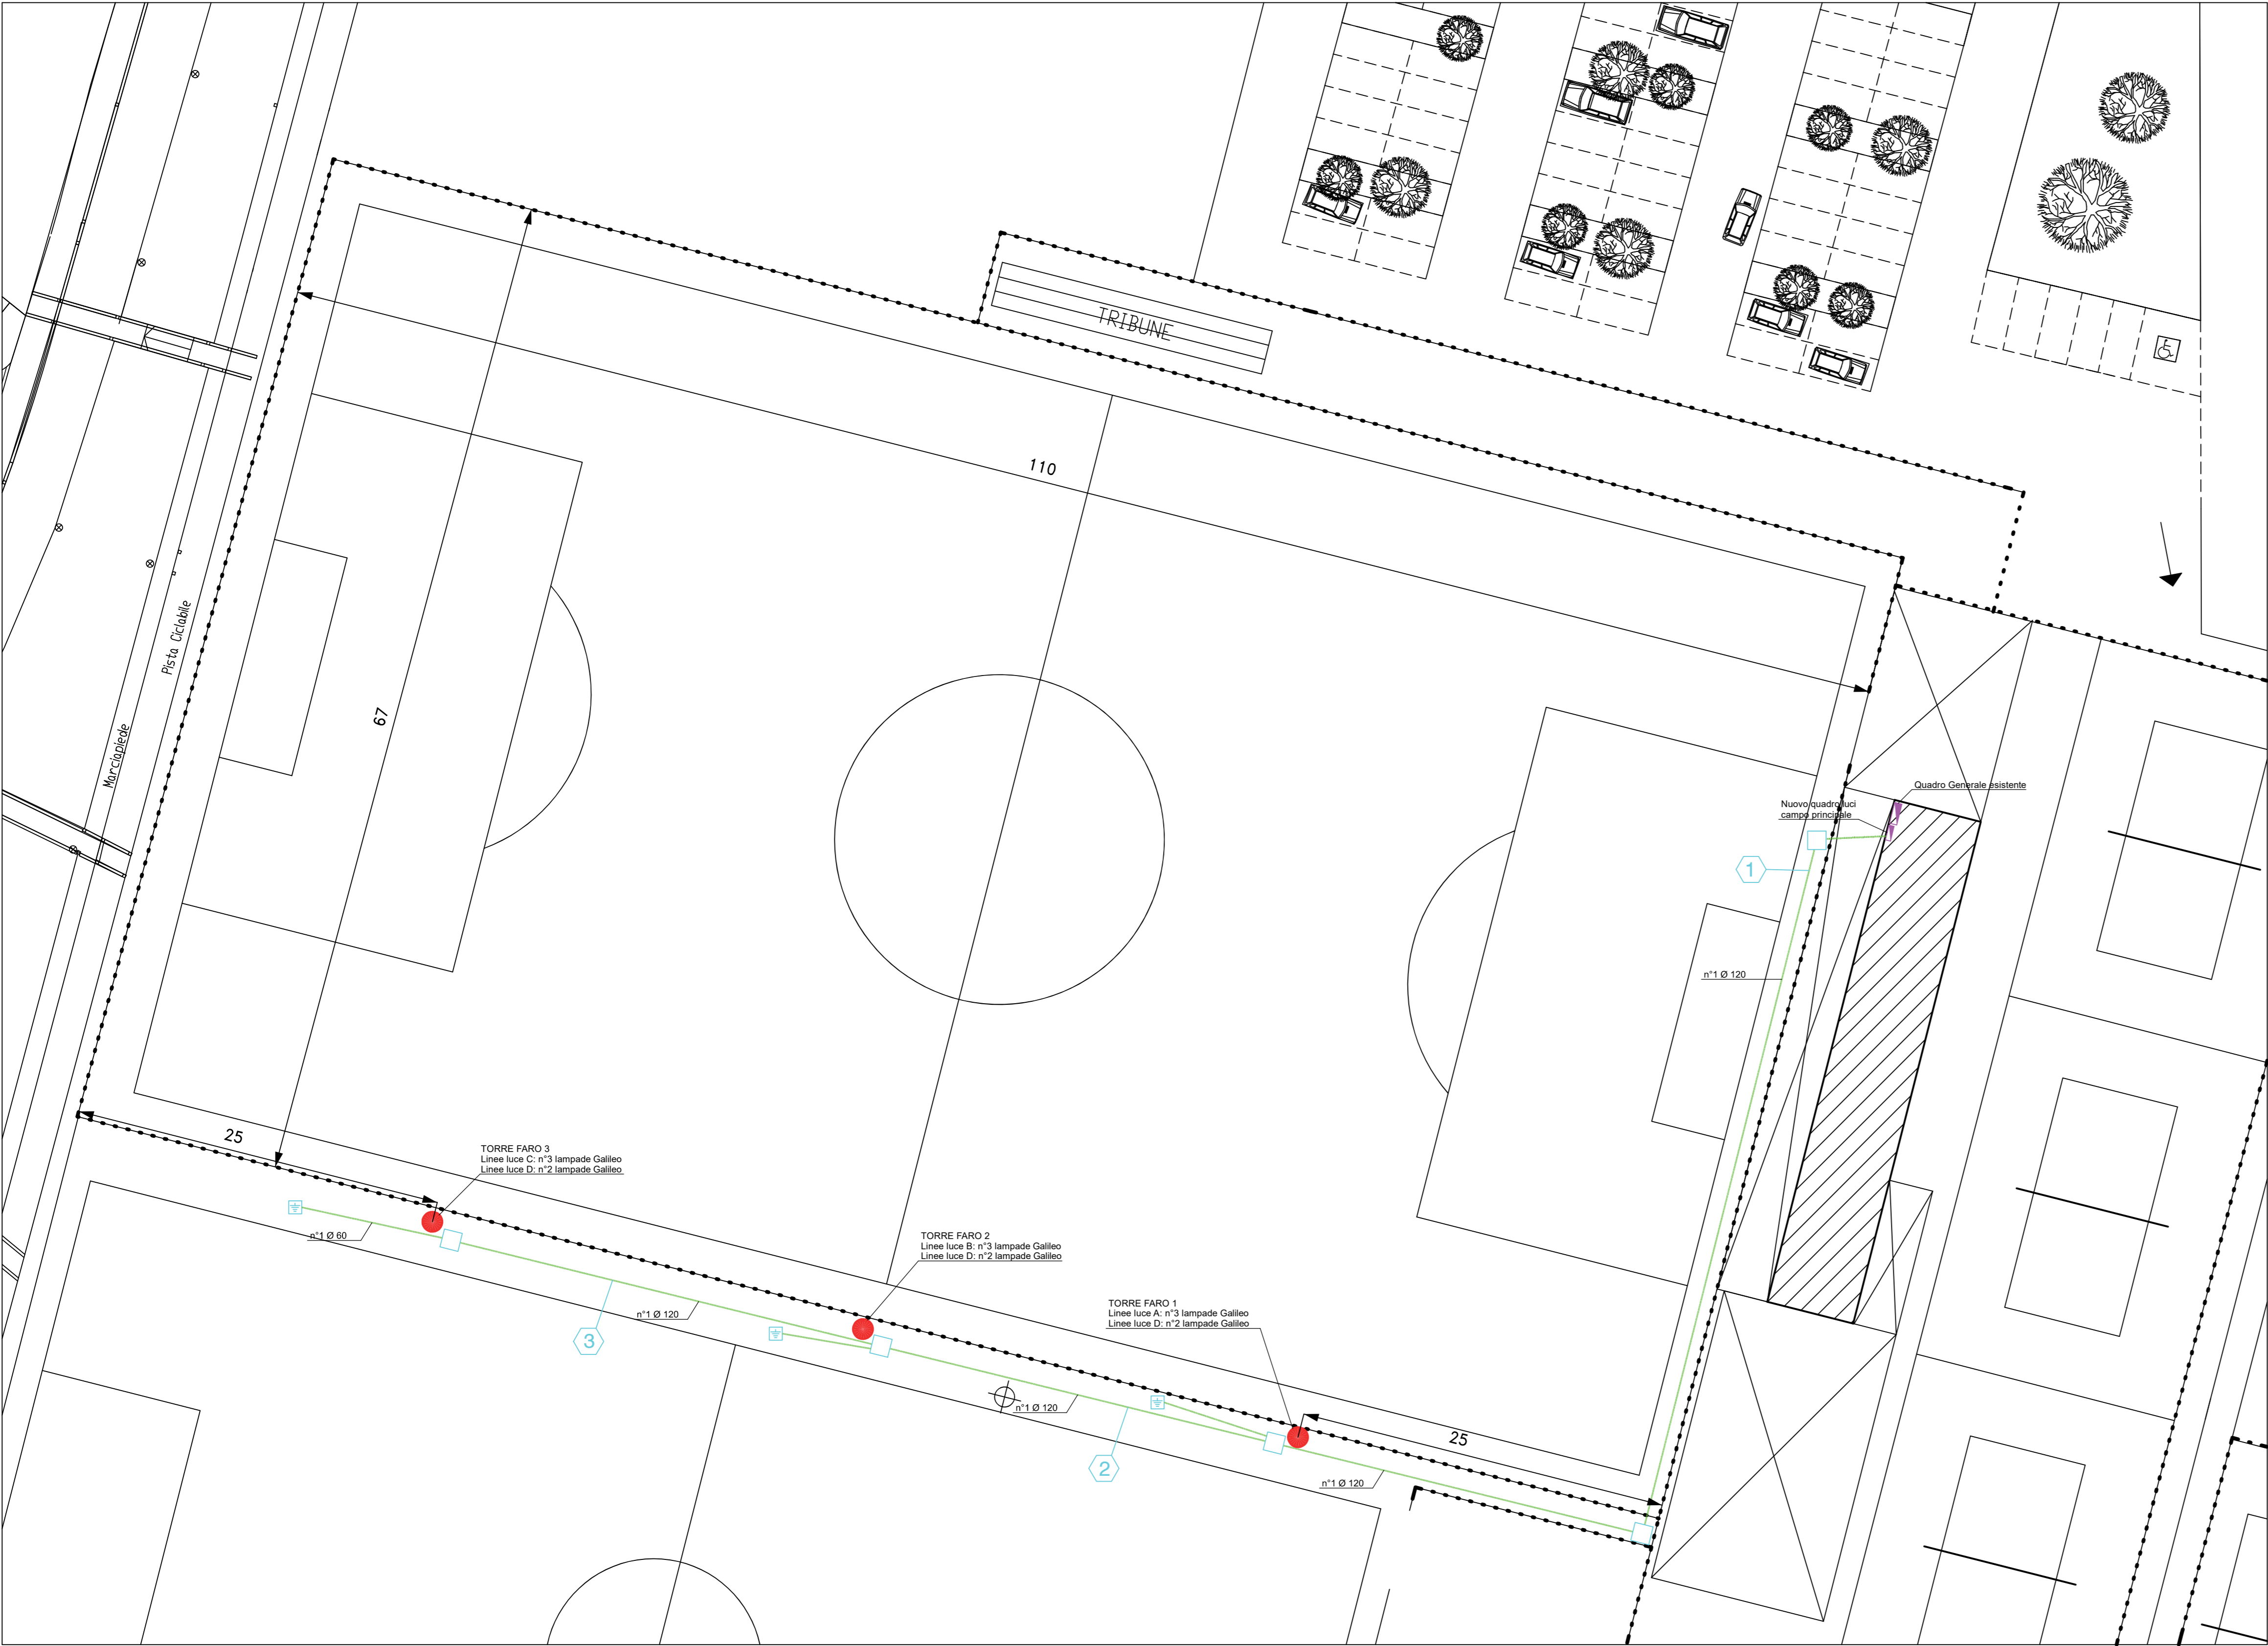 TRIBUNE
110
67
Pista Ciclabile
Marciapiede
Quadro Generale esistente
Nuovo quadro luci
campo principale
1
n°1 Ø 120
25
TORRE FARO 3
Linee luce C: n°3 lampade Galileo
Linee luce D: n°2 lampade Galileo
n°1 Ø 60
TORRE FARO 2
Linee luce B: n°3 lampade Galileo
Linee luce D: n°2 lampade Galileo
n°1 Ø 120
3
TORRE FARO 1
Linee luce A: n°3 lampade Galileo
Linee luce D: n°2 lampade Galileo
n°1 Ø 120
2
25
n°1 Ø 120